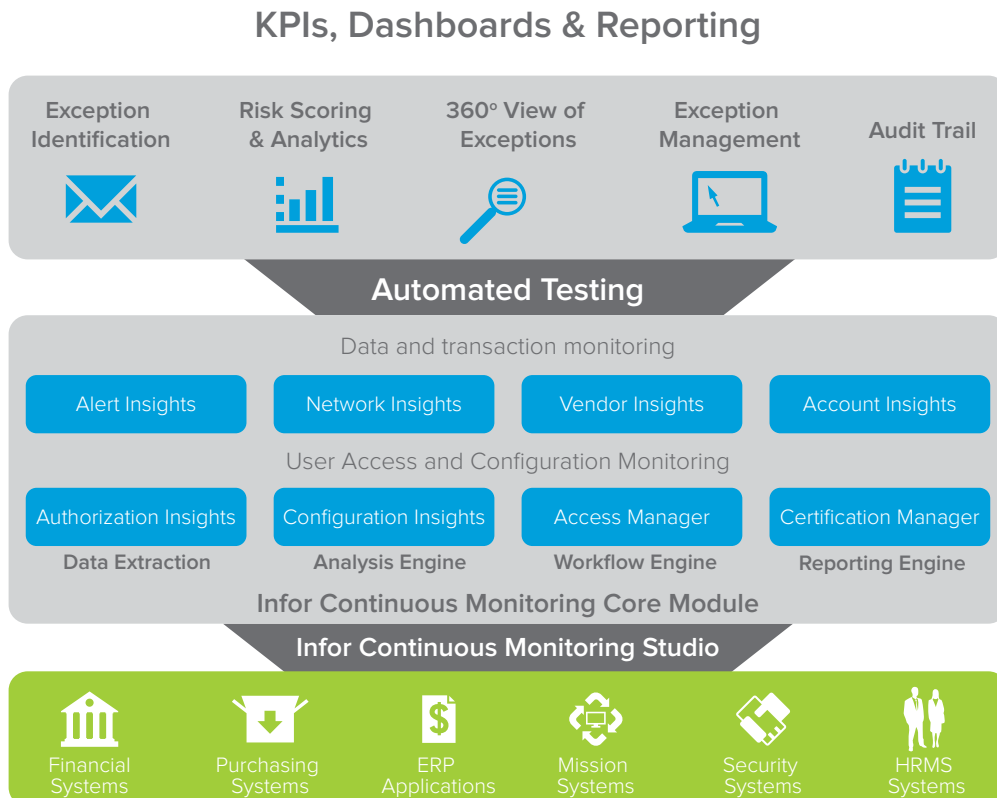 KPIs, Dashboards & Reporting
Exception
Identification
Risk Scoring
& Analytics
360° View of
Exceptions
Exception
Management
Audit Trail
Automated Testing
Data and transaction monitoring
Alert Insights
Network Insights
Vendor Insights
Account Insights
User Access and Configuration Monitoring
Authorization Insights
Configuration Insights
Access Manager
Certification Manager
Data Extraction
Analysis Engine
Workflow Engine
Reporting Engine
Infor Continuous Monitoring Core Module
Infor Continuous Monitoring Studio
$
Financial
Systems
Purchasing
Systems
ERP
Applications
Mission
Systems
Security
Systems
HRMS
Systems